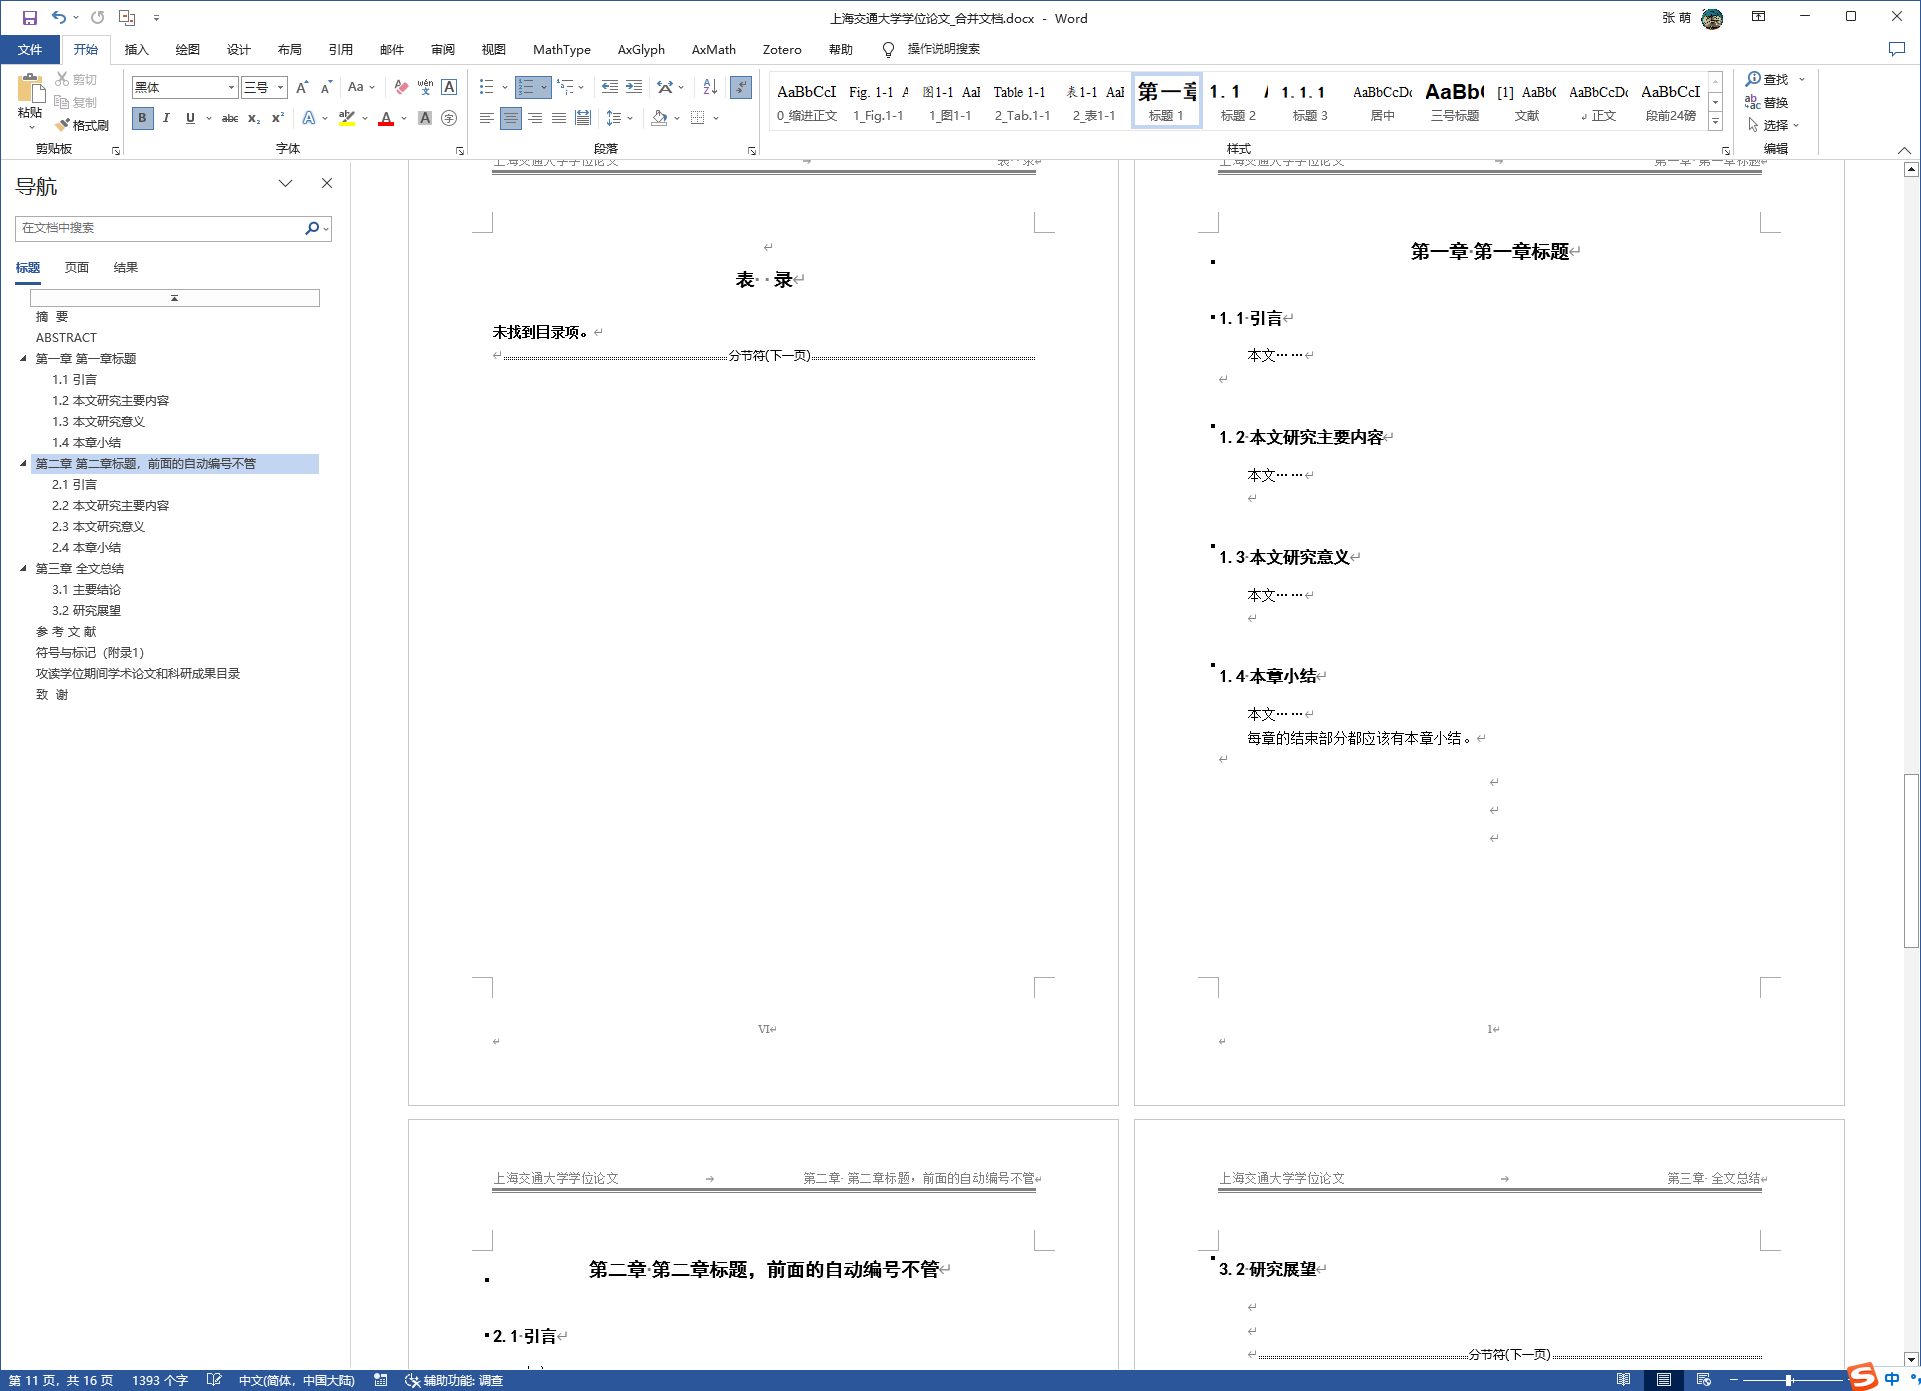 上海交通大学学位论文_合并文档.docx - Word
张 萌
文件 开始 插入 绘图 设计 布局 引用 邮件 审阅 视图 MathType AxGlyph AxMath Zotero 帮助 操作说明搜索
粘贴 剪切 复制 格式刷
剪贴板
黑体 三号
字体
段落
AaBbCcI 0_缩进正文
Fig. 1-1 1_Fig.1-1
图1-1 AaI 1_图1-1
Table 1-1 2_Tab.1-1
表1-1 AaI 2_表1-1
第一章 标题 1
1.1 标题 2
1.1.1 标题 3
AaBbCcDc 居中
AaBb( 三号标题
[1] AaBb( 文献
AaBbCcDc 正文
AaBbCcI 段前24磅
样式
查找
替换
选择
编辑
导航
在文档中搜索
标题 页面 结果
摘 要
ABSTRACT
第一章 第一章标题
1.1 引言
1.2 本文研究主要内容
1.3 本文研究意义
1.4 本章小结
第二章 第二章标题，前面的自动编号不管
2.1 引言
2.2 本文研究主要内容
2.3 本文研究意义
2.4 本章小结
第三章 全文总结
3.1 主要结论
3.2 研究展望
参 考 文 献
符号与标记（附录1）
攻读学位期间学术论文和科研成果目录
致 谢
上海交通大学学位论文 表 录
表 录
未找到目录项。
分节符(下一页)
VI
上海交通大学学位论文 第一章 第一章标题
第一章 第一章标题
1.1 引言
本文……
1.2 本文研究主要内容
本文……
1.3 本文研究意义
本文……
1.4 本章小结
本文……
每章的结束部分都应该有本章小结。
1
上海交通大学学位论文 第二章 第二章标题，前面的自动编号不管
第二章 第二章标题，前面的自动编号不管
2.1 引言
上海交通大学学位论文 第三章 全文总结
3.2 研究展望
分节符(下一页)
第 11 页，共 16 页 1393 个字 中文(简体，中国大陆) 辅助功能: 调查
中